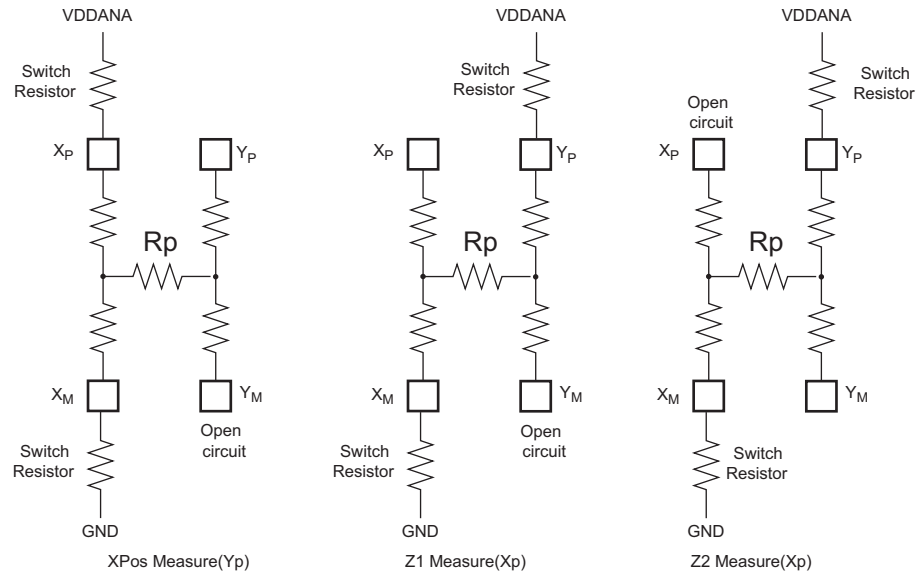 VDDANA
Switch
Resistor
XP
YP
Rp
XM
YM
Open
circuit
Switch
Resistor
GND
XPos Measure(Yp)
VDDANA
Switch
Resistor
XP
YP
Rp
XM
YM
Open
circuit
Switch
Resistor
GND
Z1 Measure(Xp)
VDDANA
Switch
Resistor
Open
circuit
XP
YP
Rp
XM
YM
Switch
Resistor
GND
Z2 Measure(Xp)